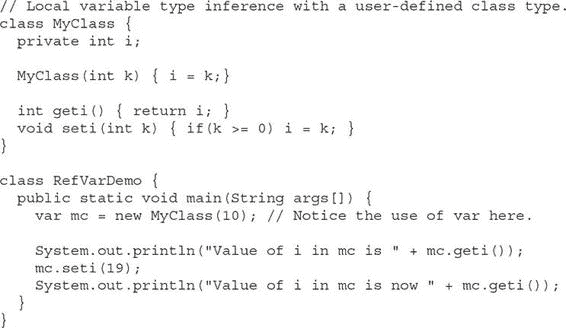 // Local variable type inference with a user-defined class type.
class MyClass {
  private int i;

  MyClass(int k) { i = k;}

  int geti() { return i; }
  void seti(int k) { if(k >= 0) i = k; }
}

class RefVarDemo {
  public static void main(String args[]) {
    var mc = new MyClass(10); // Notice the use of var here.

    System.out.println("Value of i in mc is " + mc.geti());
    mc.seti(19);
    System.out.println("Value of i in mc is now " + mc.geti());
  }
}